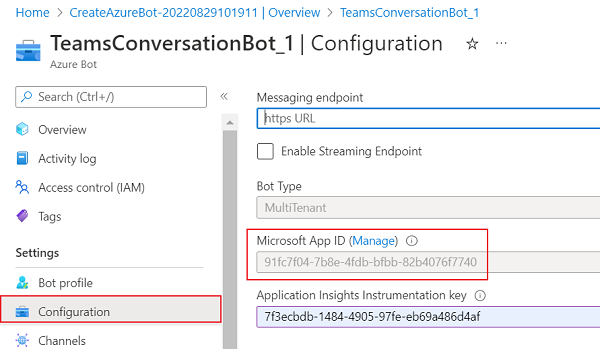 Home > CreateAzureBot-20220829101911 | Overview > TeamsConversationBot_1
TeamsConversationBot_1 | Configuration ☆ ...
Azure Bot
Search (Ctrl+/) «
Overview
Activity log
Access control (IAM)
Tags
Settings
Bot profile
Configuration
Channels
Messaging endpoint
https URL
Enable Streaming Endpoint
Bot Type
MultiTenant
Microsoft App ID (Manage)
91fc7f04-7b8e-4fdb-bfbb-82b4076f7740
Application Insights Instrumentation key
7f3ecbdb-1484-4905-97fe-eb69a486d4af